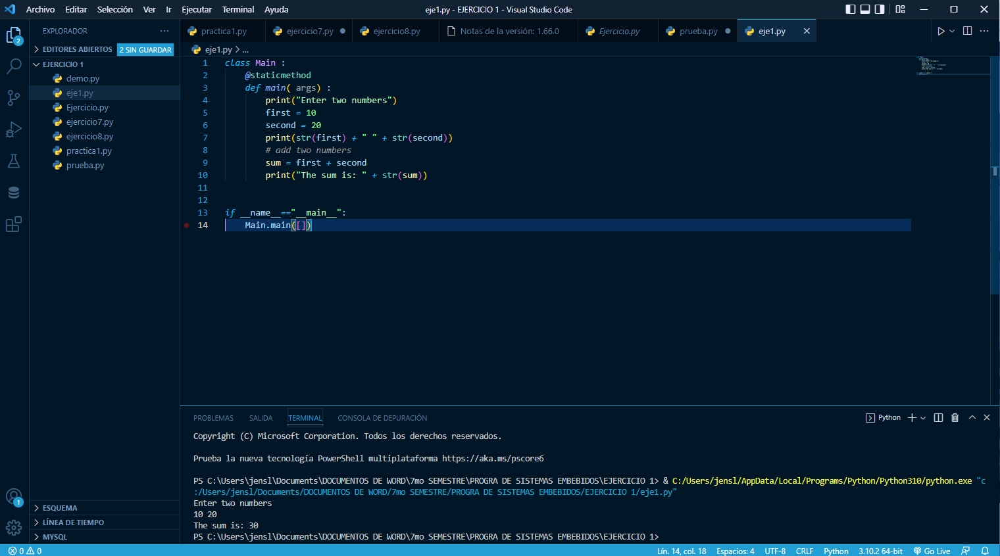 Archivo Editar Selección Ver Ir Ejecutar Terminal Ayuda
eje1.py - EJERCICIO 1 - Visual Studio Code
EXPLORADOR
practica1.py
ejercicio7.py
ejercicio8.py
Notas de la versión: 1.66.0
Ejercicio.py
prueba.py
eje1.py
2
EDITORES ABIERTOS 2 SIN GUARDAR
EJERCICIO 1
demo.py
eje1.py
Ejercicio.py
ejercicio7.py
ejercicio8.py
practica1.py
prueba.py
eje1.py > ...
1 class Main :
2 @staticmethod
3 def main( args) :
4 print("Enter two numbers")
5 first = 10
6 second = 20
7 print(str(first) + " " + str(second))
8 # add two numbers
9 sum = first + second
10 print("The sum is: " + str(sum))
11
12
13 if __name__=="__main__":
14 Main.main([])
PROBLEMAS SALIDA TERMINAL CONSOLA DE DEPURACIÓN
Python
Copyright (C) Microsoft Corporation. Todos los derechos reservados.
Prueba la nueva tecnología PowerShell multiplataforma https://aka.ms/pscore6
PS C:\Users\jensl\Documents\DOCUMENTOS DE WORD\7mo SEMESTRE\PROGRA DE SISTEMAS EMBEBIDOS\EJERCICIO 1> & C:/Users/jensl/AppData/Local/Programs/Python/Python310/python.exe "c
:/Users/jensl/Documents/DOCUMENTOS DE WORD/7mo SEMESTRE/PROGRA DE SISTEMAS EMBEBIDOS/EJERCICIO 1/eje1.py"
Enter two numbers
10 20
The sum is: 30
PS C:\Users\jensl\Documents\DOCUMENTOS DE WORD\7mo SEMESTRE\PROGRA DE SISTEMAS EMBEBIDOS\EJERCICIO 1>
1
ESQUEMA
LÍNEA DE TIEMPO
MYSQL
0 0
Lín. 14, col. 18 Espacios: 4 UTF-8 CRLF Python 3.10.2 64-bit Go Live